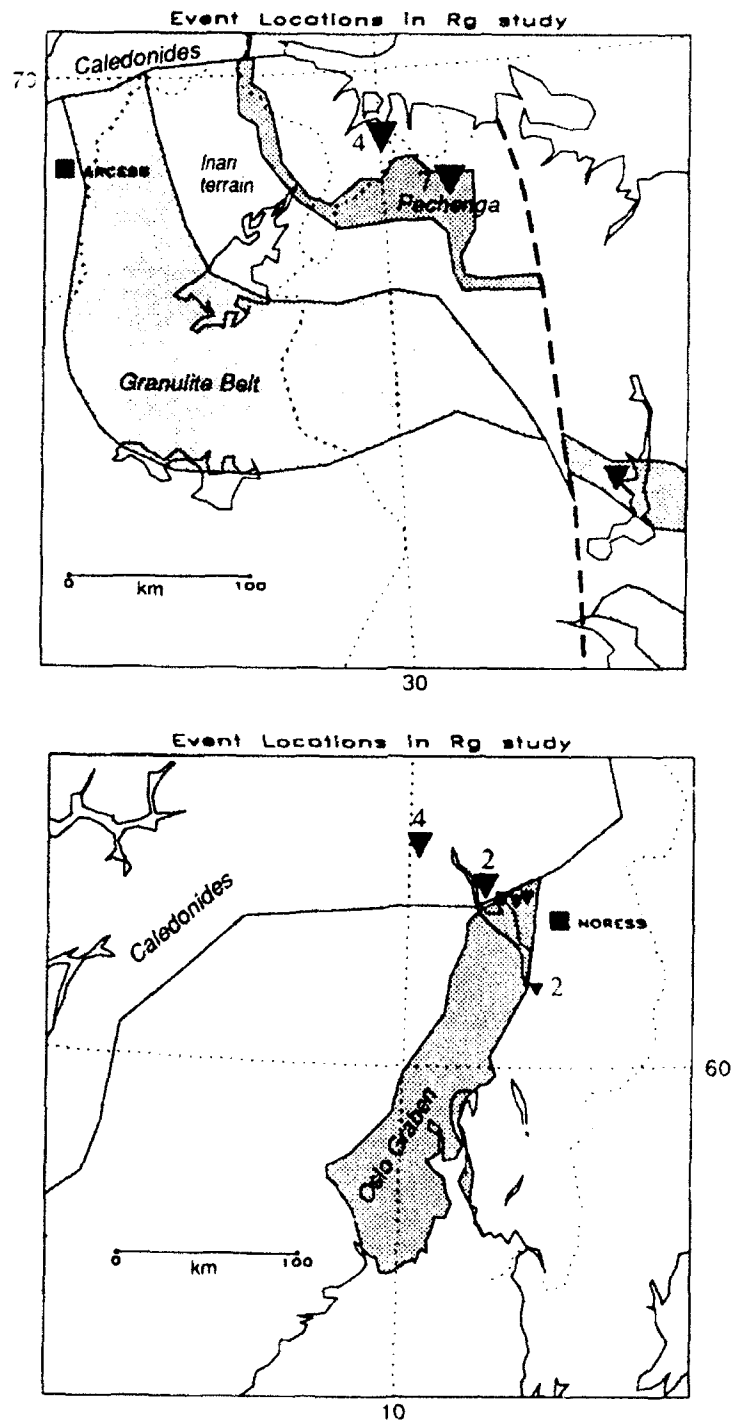 Event Locations in Rg study
Caledonides
70
4
ARCESS
Inari
terrain
7
Pechenga
Granulite Belt
0 100
km
30
Event Locations in Rg study
4
2
Caledonides
NORESS
2
60
Oslo Graben
0 100
km
10